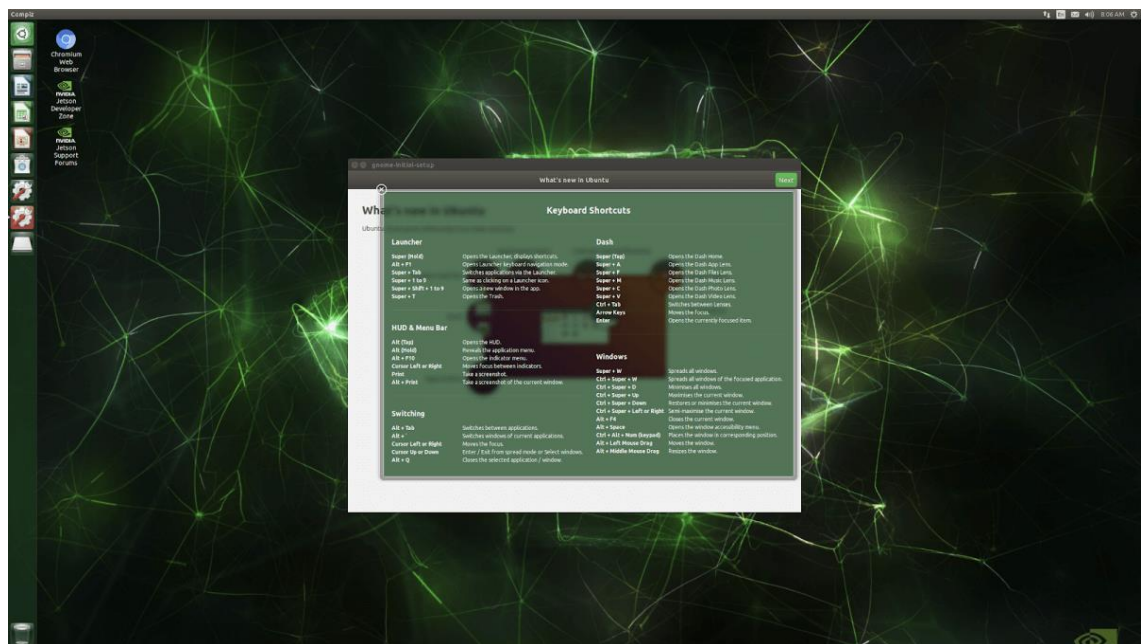 Compiz
8:06 AM
Chromium
Web
Browser
NVIDIA
Jetson
Developer
Zone
NVIDIA
Jetson
Support
Forums
gnome-initial-setup
What's new in Ubuntu
Next
What's new in Ubuntu
Keyboard Shortcuts
Launcher
Super (Hold) Opens the Launcher, displays shortcuts.
Alt + F1 Opens Launcher keyboard navigation mode.
Super + Tab Switches applications via the Launcher.
Super + 1 to 9 Same as clicking on a Launcher icon.
Super + Shift + 1 to 9 Opens a new window in the app.
Super + T Opens the Trash.
HUD & Menu Bar
Alt (Tap) Opens the HUD.
Alt (Hold) Reveals the application menu.
Alt + F10 Opens the indicator menu.
Cursor Left or Right Moves focus between indicators.
Print Take a screenshot.
Alt + Print Take a screenshot of the current window.
Switching
Alt + Tab Switches between applications.
Alt + ` Switches windows of current applications.
Cursor Left or Right Moves the focus.
Cursor Up or Down Enter / Exit from spread mode or Select windows.
Alt + Q Closes the selected application / window.
Dash
Super (Tap) Opens the Dash Home.
Super + A Opens the Dash App Lens.
Super + F Opens the Dash Files Lens.
Super + M Opens the Dash Music Lens.
Super + C Opens the Dash Photo Lens.
Super + V Opens the Dash Video Lens.
Ctrl + Tab Switches between Lenses.
Arrow Keys Moves the focus.
Enter Opens the currently focused item.
Windows
Super + W Spreads all windows.
Ctrl + Super + W Spreads all windows of the focused application.
Ctrl + Super + D Minimises all windows.
Ctrl + Super + Up Maximises the current window.
Ctrl + Super + Down Restores or minimises the current window.
Ctrl + Super + Left or Right Semi-maximise the current window.
Alt + F4 Closes the current window.
Alt + Space Opens the window accessibility menu.
Ctrl + Alt + Num (keypad) Places the window in corresponding position.
Alt + Left Mouse Drag Moves the window.
Alt + Middle Mouse Drag Resizes the window.